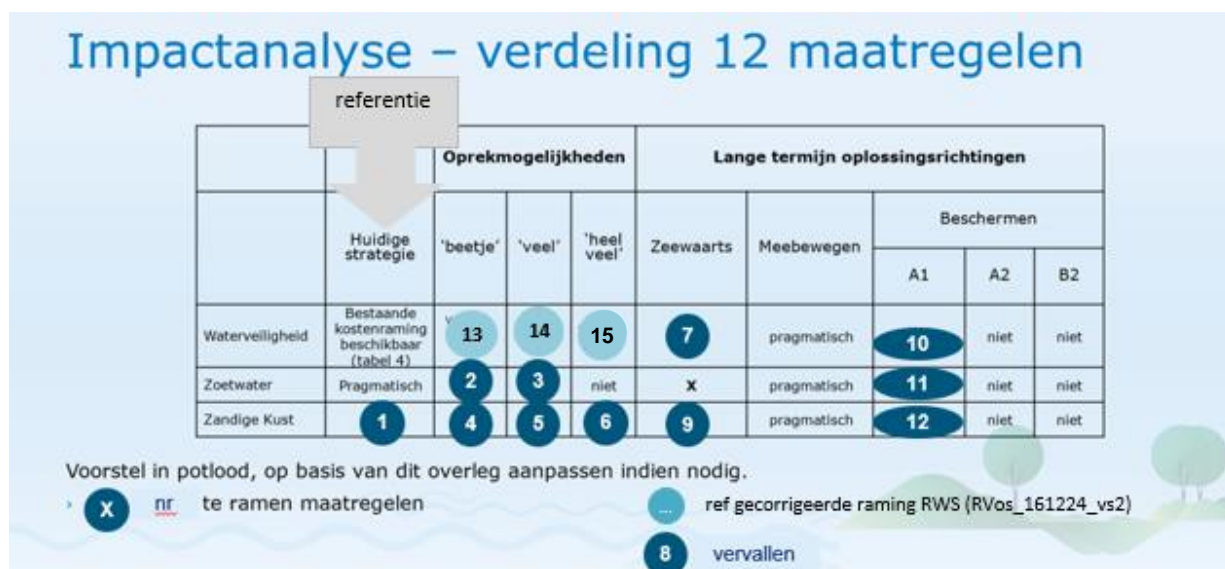 Impactanalyse – verdeling 12 maatregelen
referentie
Oprekmogelijkheden
Lange termijn oplossingsrichtingen
Huidige
strategie
'beetje'
'veel'
'heel
veel'
Zeewaarts
Meebewegen
Beschermen
A1
A2
B2
Waterveiligheid
Bestaande
kostenraming
beschikbaar
(tabel 4)
13
14
15
7
pragmatisch
10
niet
niet
Zoetwater
Pragmatisch
2
3
niet
x
pragmatisch
11
niet
niet
Zandige Kust
1
4
5
6
9
pragmatisch
12
niet
niet
Voorstel in potlood, op basis van dit overleg aanpassen indien nodig.
› X nr te ramen maatregelen
... ref gecorrigeerde raming RWS (RVos_161224_vs2)
8 vervallen